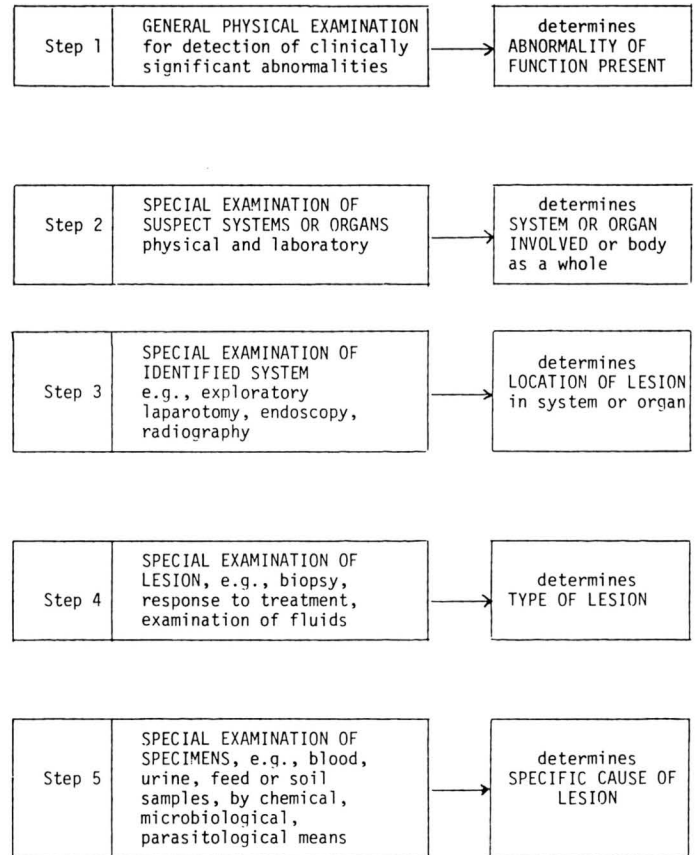 Step 1
GENERAL PHYSICAL EXAMINATION
for detection of clinically
significant abnormalities
determines
ABNORMALITY OF
FUNCTION PRESENT
Step 2
SPECIAL EXAMINATION OF
SUSPECT SYSTEMS OR ORGANS
physical and laboratory
determines
SYSTEM OR ORGAN
INVOLVED or body
as a whole
Step 3
SPECIAL EXAMINATION OF
IDENTIFIED SYSTEM
e.g., exploratory
laparotomy, endoscopy,
radiography
determines
LOCATION OF LESION
in system or organ
Step 4
SPECIAL EXAMINATION OF
LESION, e.g., biopsy,
response to treatment,
examination of fluids
determines
TYPE OF LESION
Step 5
SPECIAL EXAMINATION OF
SPECIMENS, e.g., blood,
urine, feed or soil
samples, by chemical,
microbiological,
parasitological means
determines
SPECIFIC CAUSE OF
LESION